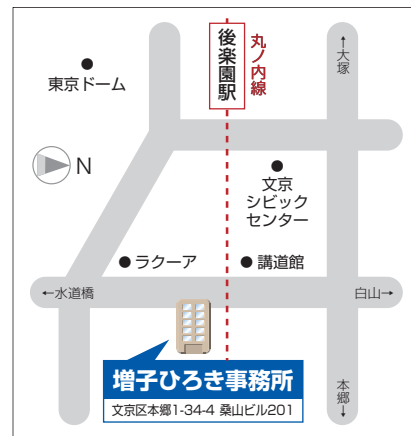 東京ドーム
後楽園駅
丸ノ内線
↑大塚
N
文京
シビック
センター
ラクーア
講道館
←水道橋
白山→
増子ひろき事務所
文京区本郷1-34-4 桑山ビル201
本郷↓